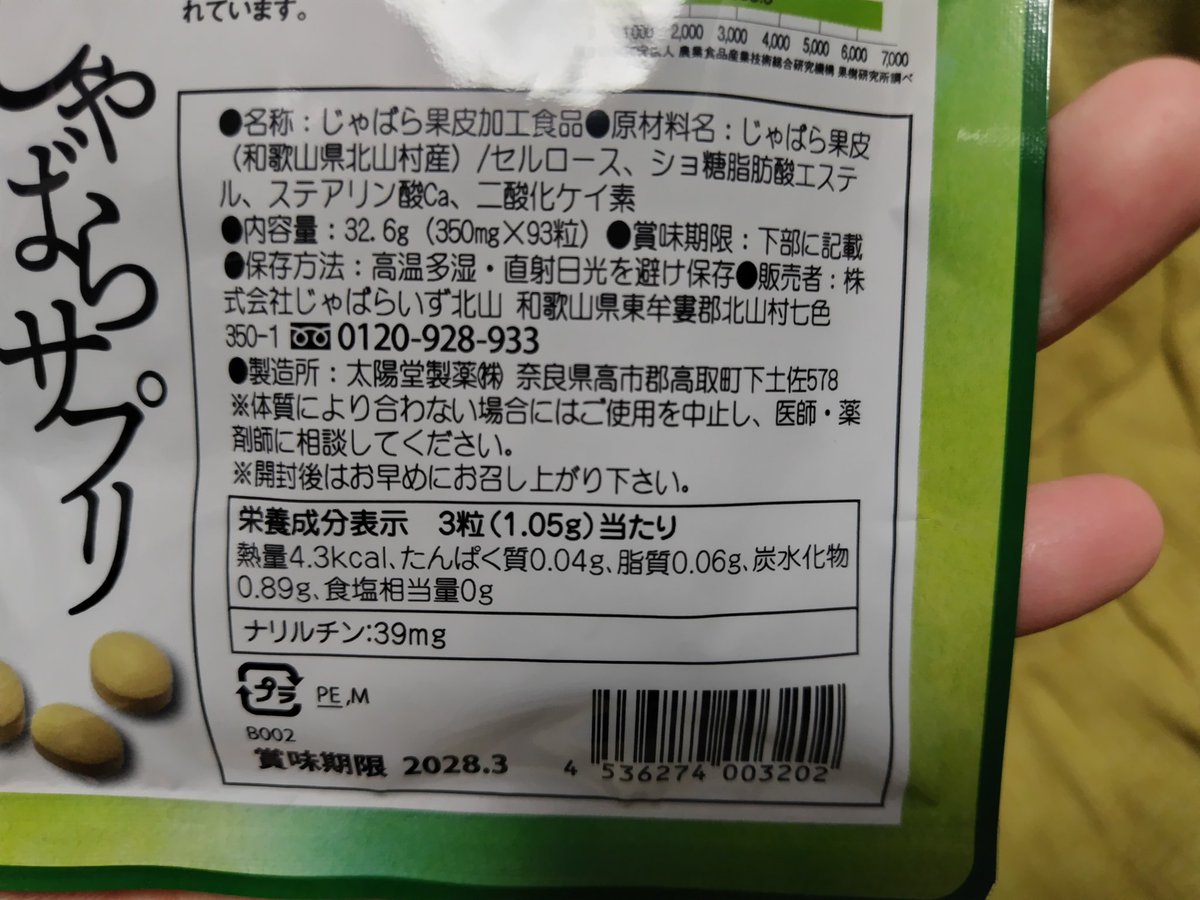 れています。
2,000 3,000 4,000 5,000 6,000 7,000
農業食品産業技術総合研究機構 果樹研究所調べ
じゃばらサプリ
●名称：じゃばら果皮加工食品●原材料名：じゃばら果皮
（和歌山県北山村産）/セルロース、ショ糖脂肪酸エステ
ル、ステアリン酸Ca、二酸化ケイ素
●内容量：32.6g（350mg×93粒）●賞味期限：下部に記載
●保存方法：高温多湿・直射日光を避け保存●販売者：株
式会社じゃばらいず北山 和歌山県東牟婁郡北山村七色
350-1 0120-928-933
●製造所：太陽堂製薬㈱ 奈良県高市郡高取町下土佐578
※体質により合わない場合にはご使用を中止し、医師・薬
剤師に相談してください。
※開封後はお早めにお召し上がり下さい。
栄養成分表示 3粒(1.05g)当たり
熱量4.3kcal、たんぱく質0.04g、脂質0.06g、炭水化物
0.89g、食塩相当量0g
ナリルチン:39mg
プラ PE,M
B002
賞味期限 2028.3
4 536274 003202